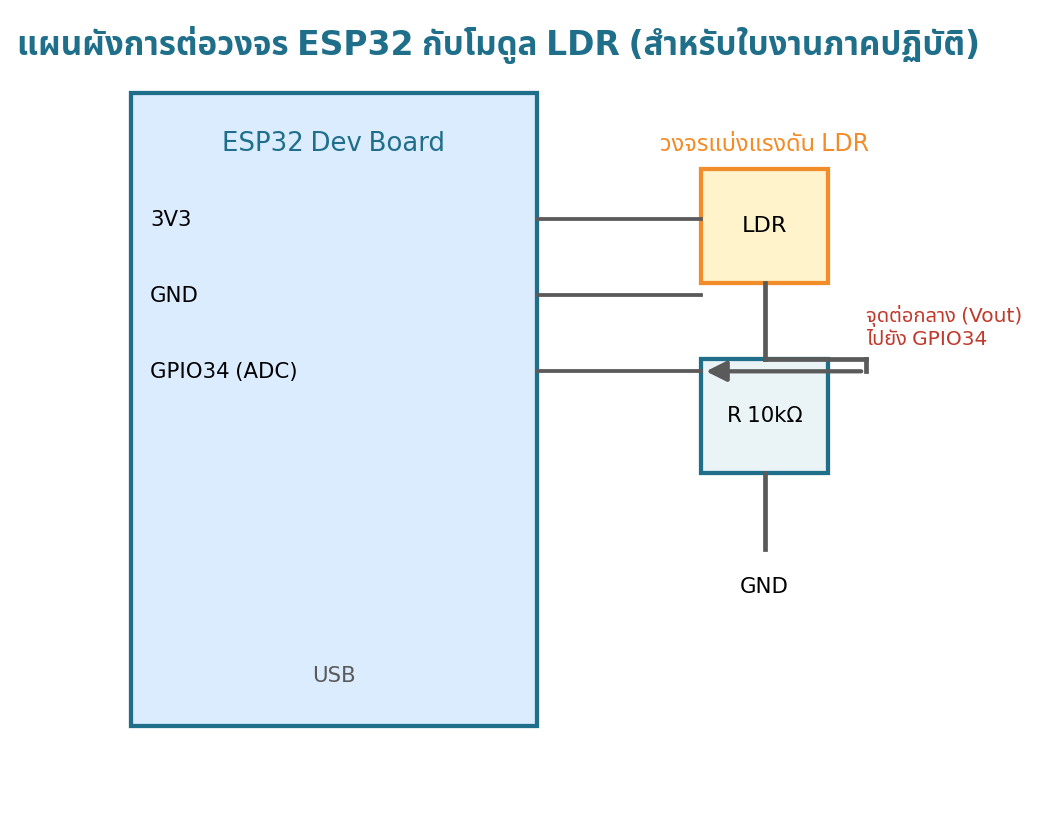 แผนผังการต่อวงจร ESP32 กับโมดูล LDR (สำหรับใบงานภาคปฏิบัติ)
ESP32 Dev Board
วงจรแบ่งแรงดัน LDR
3V3
LDR
GND
จุดต่อกลาง (Vout)
ไปยัง GPIO34
GPIO34 (ADC)
R 10kΩ
GND
USB